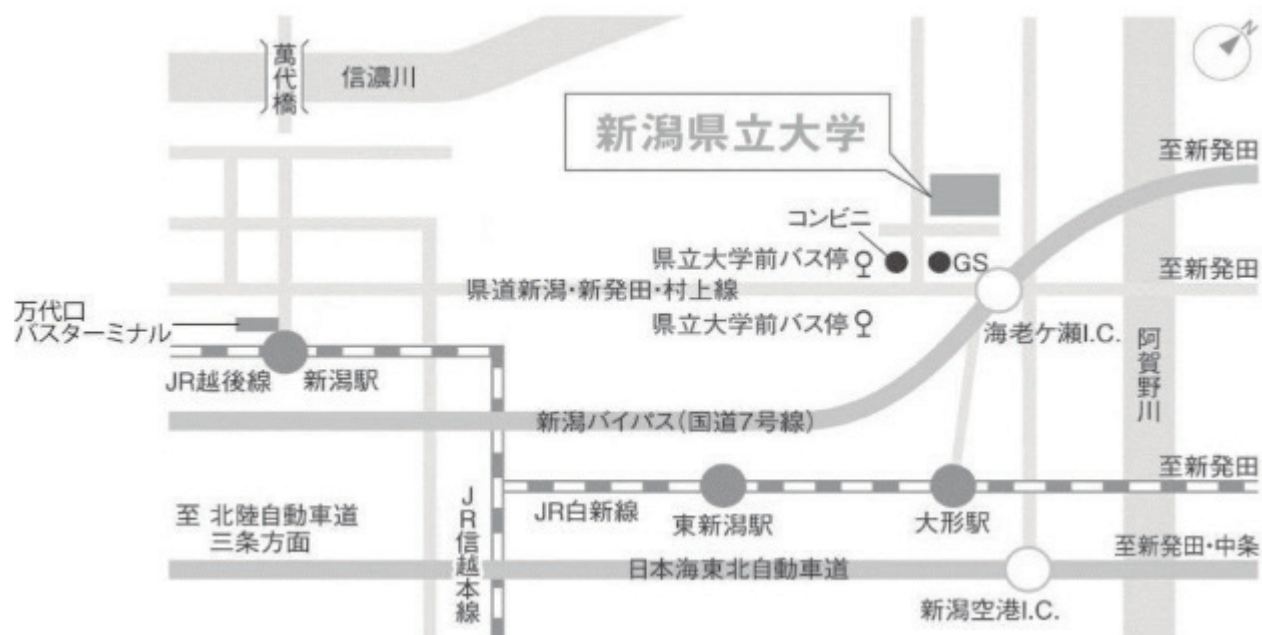 萬代橋
信濃川
N
新潟県立大学
至新発田
コンビニ
県立大学前バス停
GS
県道新潟・新発田・村上線
至新発田
万代口
バスターミナル
県立大学前バス停
海老ケ瀬I.C.
阿賀野川
JR越後線
新潟駅
新潟バイパス(国道7号線)
至新発田
JR白新線
東新潟駅
大形駅
至 北陸自動車道
三条方面
JR信越本線
日本海東北自動車道
至新発田・中条
新潟空港I.C.